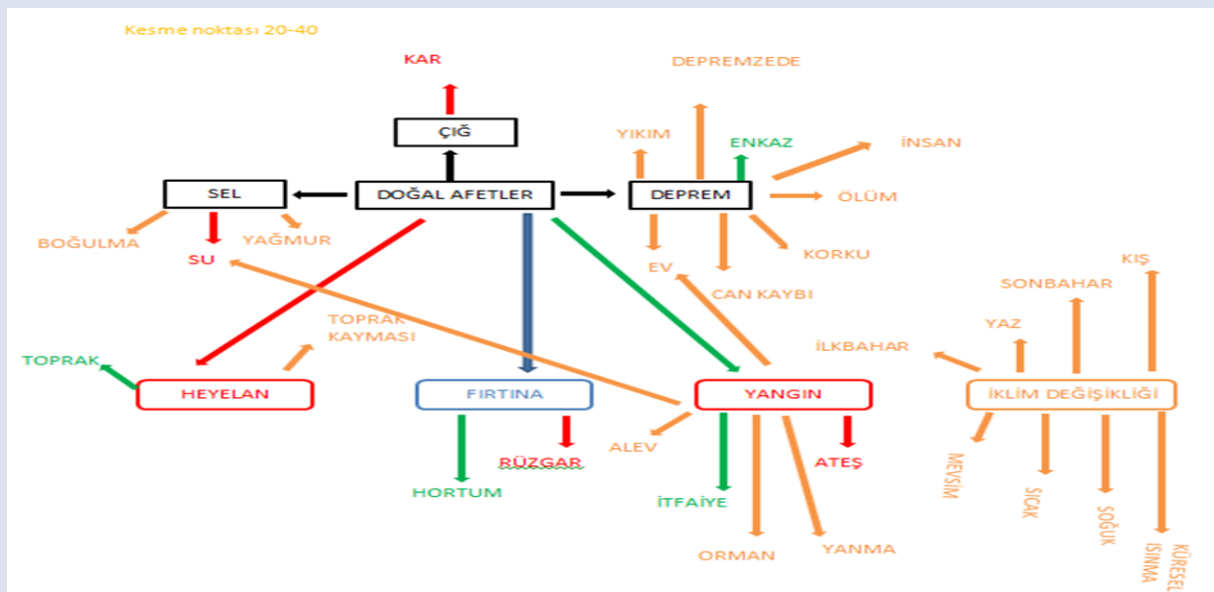 Kesme noktası 20-40
KAR
DEPREMZEDE
ÇIĞ
YIKIM
ENKAZ
İNSAN
SEL
DOĞAL AFETLER
DEPREM
ÖLÜM
BOĞULMA
YAĞMUR
SU
EV
KORKU
CAN KAYBI
KIŞ
SONBAHAR
YAZ
İLKBAHAR
TOPRAK
KAYMASI
TOPRAK
HEYELAN
FIRTINA
YANGIN
İKLİM DEĞİŞİKLİĞİ
ALEV
RÜZGAR
ATEŞ
HORTUM
İTFAİYE
ORMAN
YANMA
MEVSİM
SICAK
SOĞUK
KÜRESEL
ISINMA